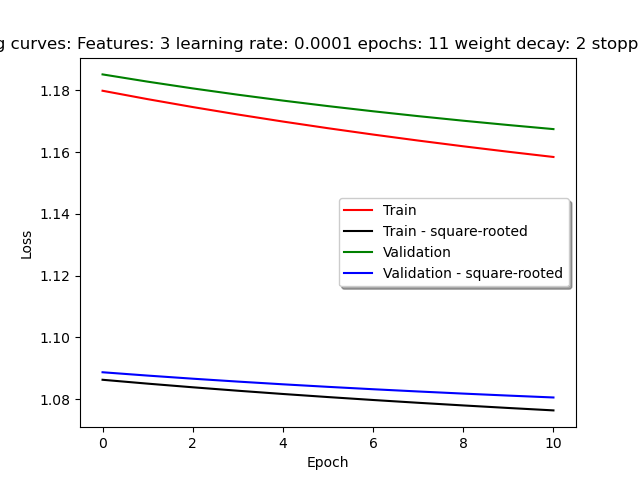 curves: Features: 3 learning rate: 0.0001 epochs: 11 weight decay: 2
1.18
1.16
1.14
1.12
1.10
1.08
Loss
Train
Train - square-rooted
Validation
Validation - square-rooted
0 2 4 6 8 10
Epoch